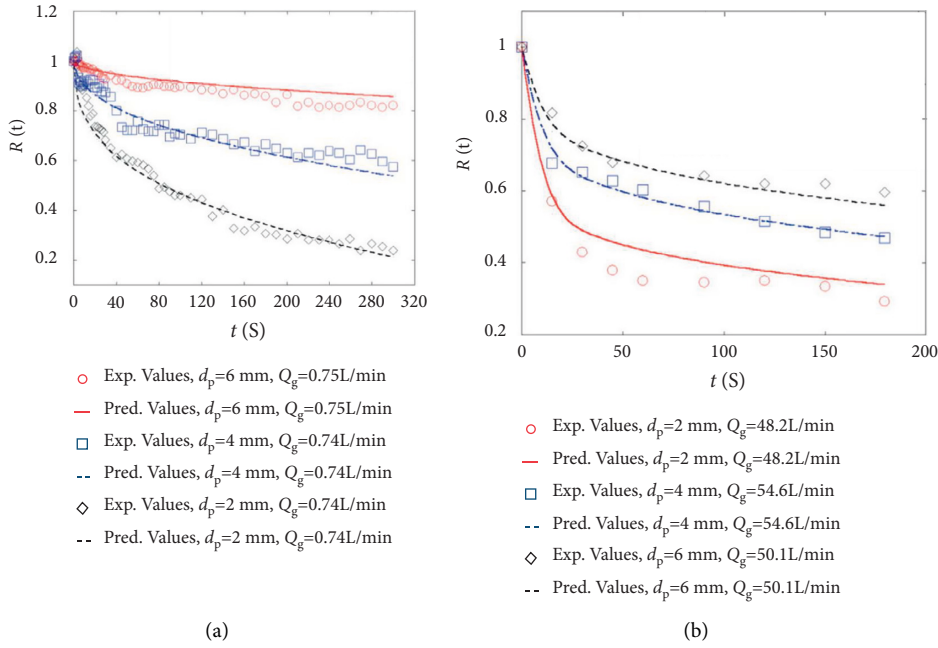 1.2
1
0.8
0.6
0.4
0.2
R (t)
0 40 80 120 160 200 240 280 320
t (S)
Exp. Values, dp=6 mm, Qg=0.75L/min
Pred. Values, dp=6 mm, Qg=0.75L/min
Exp. Values, dp=4 mm, Qg=0.74L/min
Pred. Values, dp=4 mm, Qg=0.74L/min
Exp. Values, dp=2 mm, Qg=0.74L/min
Pred. Values, dp=2 mm, Qg=0.74L/min
(a)
1
0.8
0.6
0.4
0.2
R (t)
0 50 100 150 200
t (S)
Exp. Values, dp=2 mm, Qg=48.2L/min
Pred. Values, dp=2 mm, Qg=48.2L/min
Exp. Values, dp=4 mm, Qg=54.6L/min
Pred. Values, dp=4 mm, Qg=54.6L/min
Exp. Values, dp=6 mm, Qg=50.1L/min
Pred. Values, dp=6 mm, Qg=50.1L/min
(b)